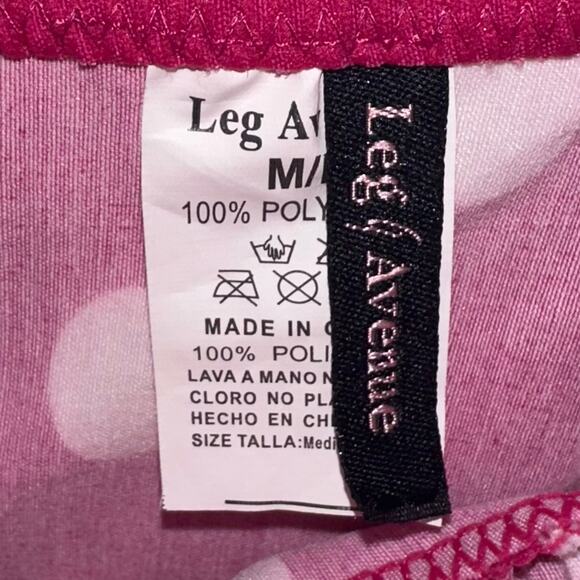 Leg Av
M/
100% POLY
MADE IN C
100% POLI
LAVA A MANO N
CLORO NO PLA
HECHO EN CH
SIZE TALLA:Medi
Leg Avenue